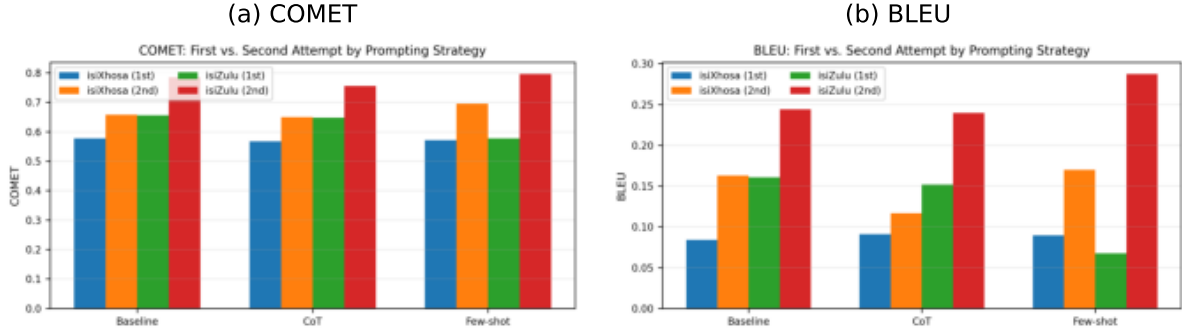 (a) COMET
COMET: First vs. Second Attempt by Prompting Strategy
isiXhosa (1st)
isiXhosa (2nd)
isiZulu (1st)
isiZulu (2nd)
COMET
0.8
0.7
0.6
0.5
0.4
0.3
0.2
0.1
0.0
Baseline
CoT
Few-shot
(b) BLEU
BLEU: First vs. Second Attempt by Prompting Strategy
isiXhosa (1st)
isiXhosa (2nd)
isiZulu (1st)
isiZulu (2nd)
BLEU
0.30
0.25
0.20
0.15
0.10
0.05
0.00
Baseline
CoT
Few-shot